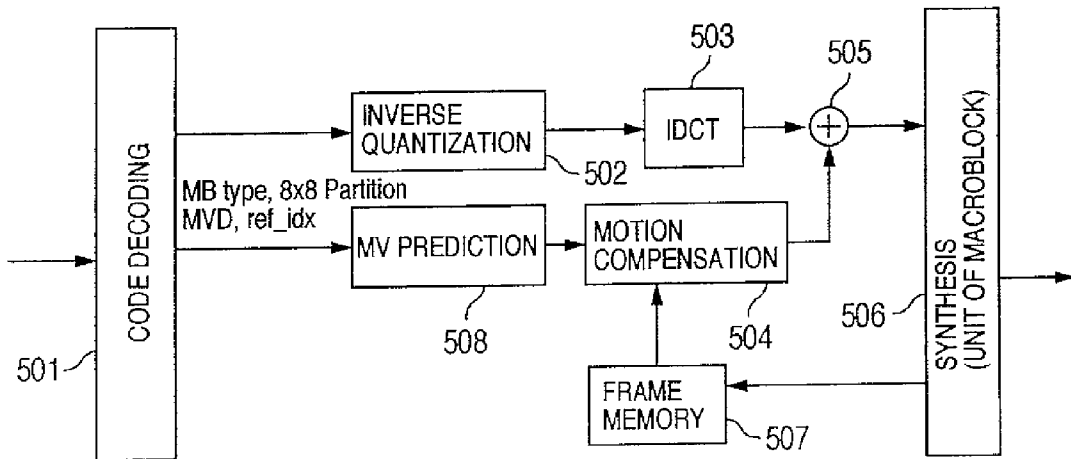 503
505
INVERSE
QUANTIZATION
IDCT
+
502
MB type, 8x8 Partition
MVD, ref_idx
CODE DECODING
MV PREDICTION
MOTION
COMPENSATION
SYNTHESIS
(UNIT OF MACROBLOCK)
508
504
506
501
FRAME
MEMORY
507